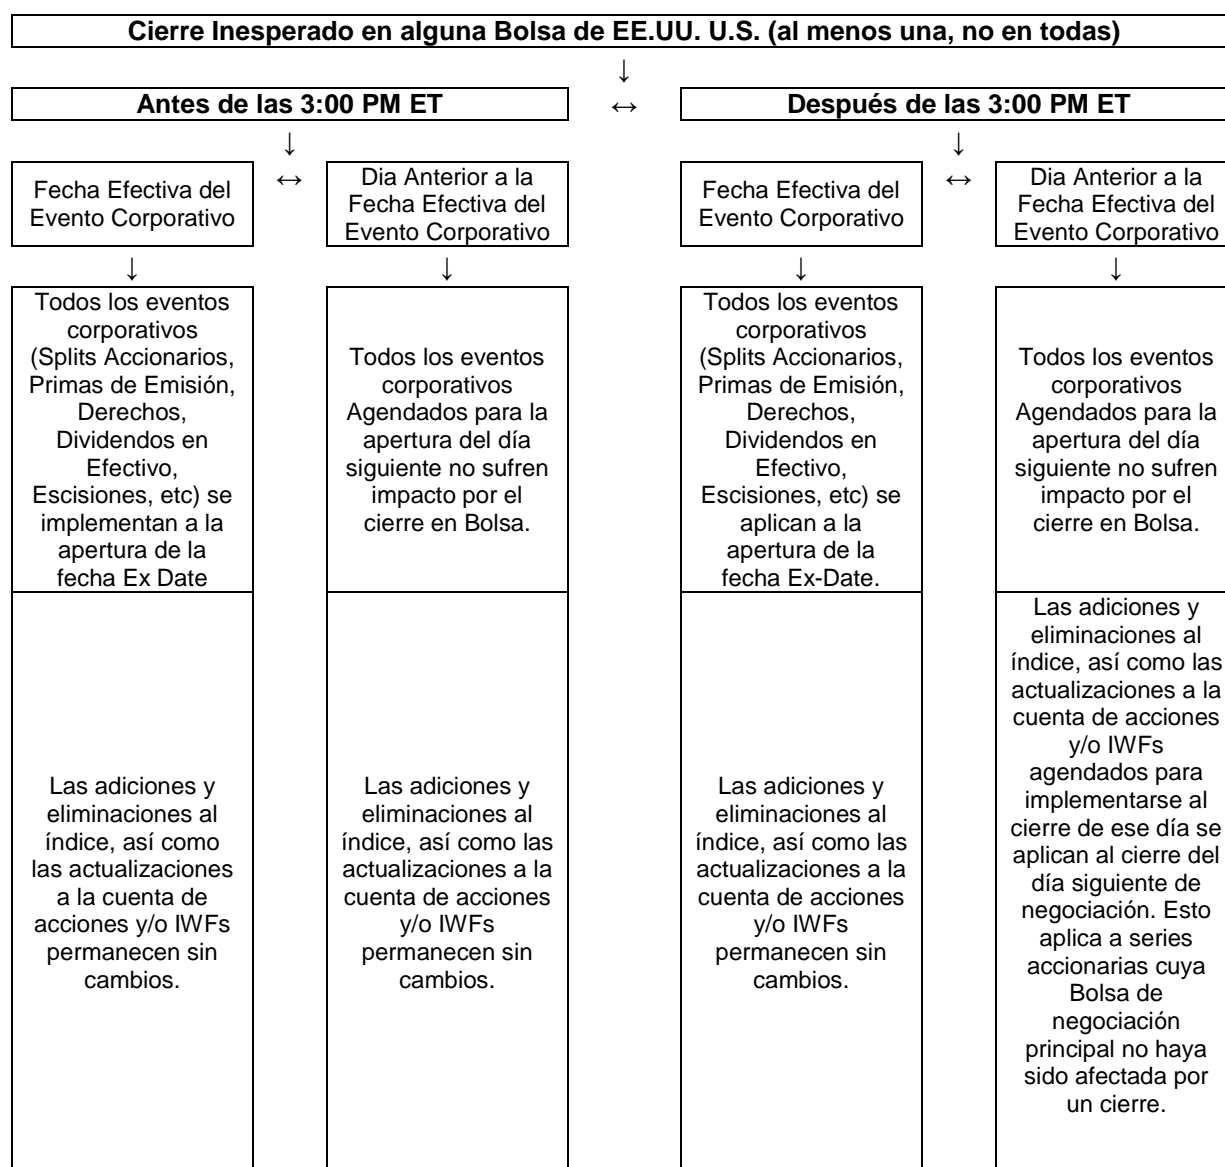 Cierre Inesperado en alguna Bolsa de EE.UU. U.S. (al menos una, no en todas)
↓
Antes de las 3:00 PM ET
↔
Después de las 3:00 PM ET
↓
↓
Fecha Efectiva del
Evento Corporativo
↔
Dia Anterior a la
Fecha Efectiva del
Evento Corporativo
Fecha Efectiva del
Evento Corporativo
↔
Dia Anterior a la
Fecha Efectiva del
Evento Corporativo
↓
↓
↓
↓
Todos los eventos
corporativos
(Splits Accionarios,
Primas de Emisión,
Derechos,
Dividendos en
Efectivo,
Escisiones, etc) se
implementan a la
apertura de la
fecha Ex Date
Todos los eventos
corporativos
Agendados para la
apertura del día
siguiente no sufren
impacto por el
cierre en Bolsa.
Todos los eventos
corporativos
(Splits Accionarios,
Primas de Emisión,
Derechos,
Dividendos en
Efectivo,
Escisiones, etc) se
aplican a la
apertura de la
fecha Ex-Date.
Todos los eventos
corporativos
Agendados para la
apertura del día
siguiente no sufren
impacto por el
cierre en Bolsa.
Las adiciones y
eliminaciones al
índice, así como
las actualizaciones
a la cuenta de
acciones y/o IWFs
permanecen sin
cambios.
Las adiciones y
eliminaciones al
índice, así como las
actualizaciones a la
cuenta de acciones
y/o IWFs
permanecen sin
cambios.
Las adiciones y
eliminaciones al
índice, así como las
actualizaciones a la
cuenta de acciones
y/o IWFs
permanecen sin
cambios.
Las adiciones y
eliminaciones al
índice, así como las
actualizaciones a la
cuenta de acciones
y/o IWFs
agendados para
implementarse al
cierre de ese día se
aplican al cierre del
día siguiente de
negociación. Esto
aplica a series
accionarias cuya
Bolsa de
negociación
principal no haya
sido afectada por
un cierre.